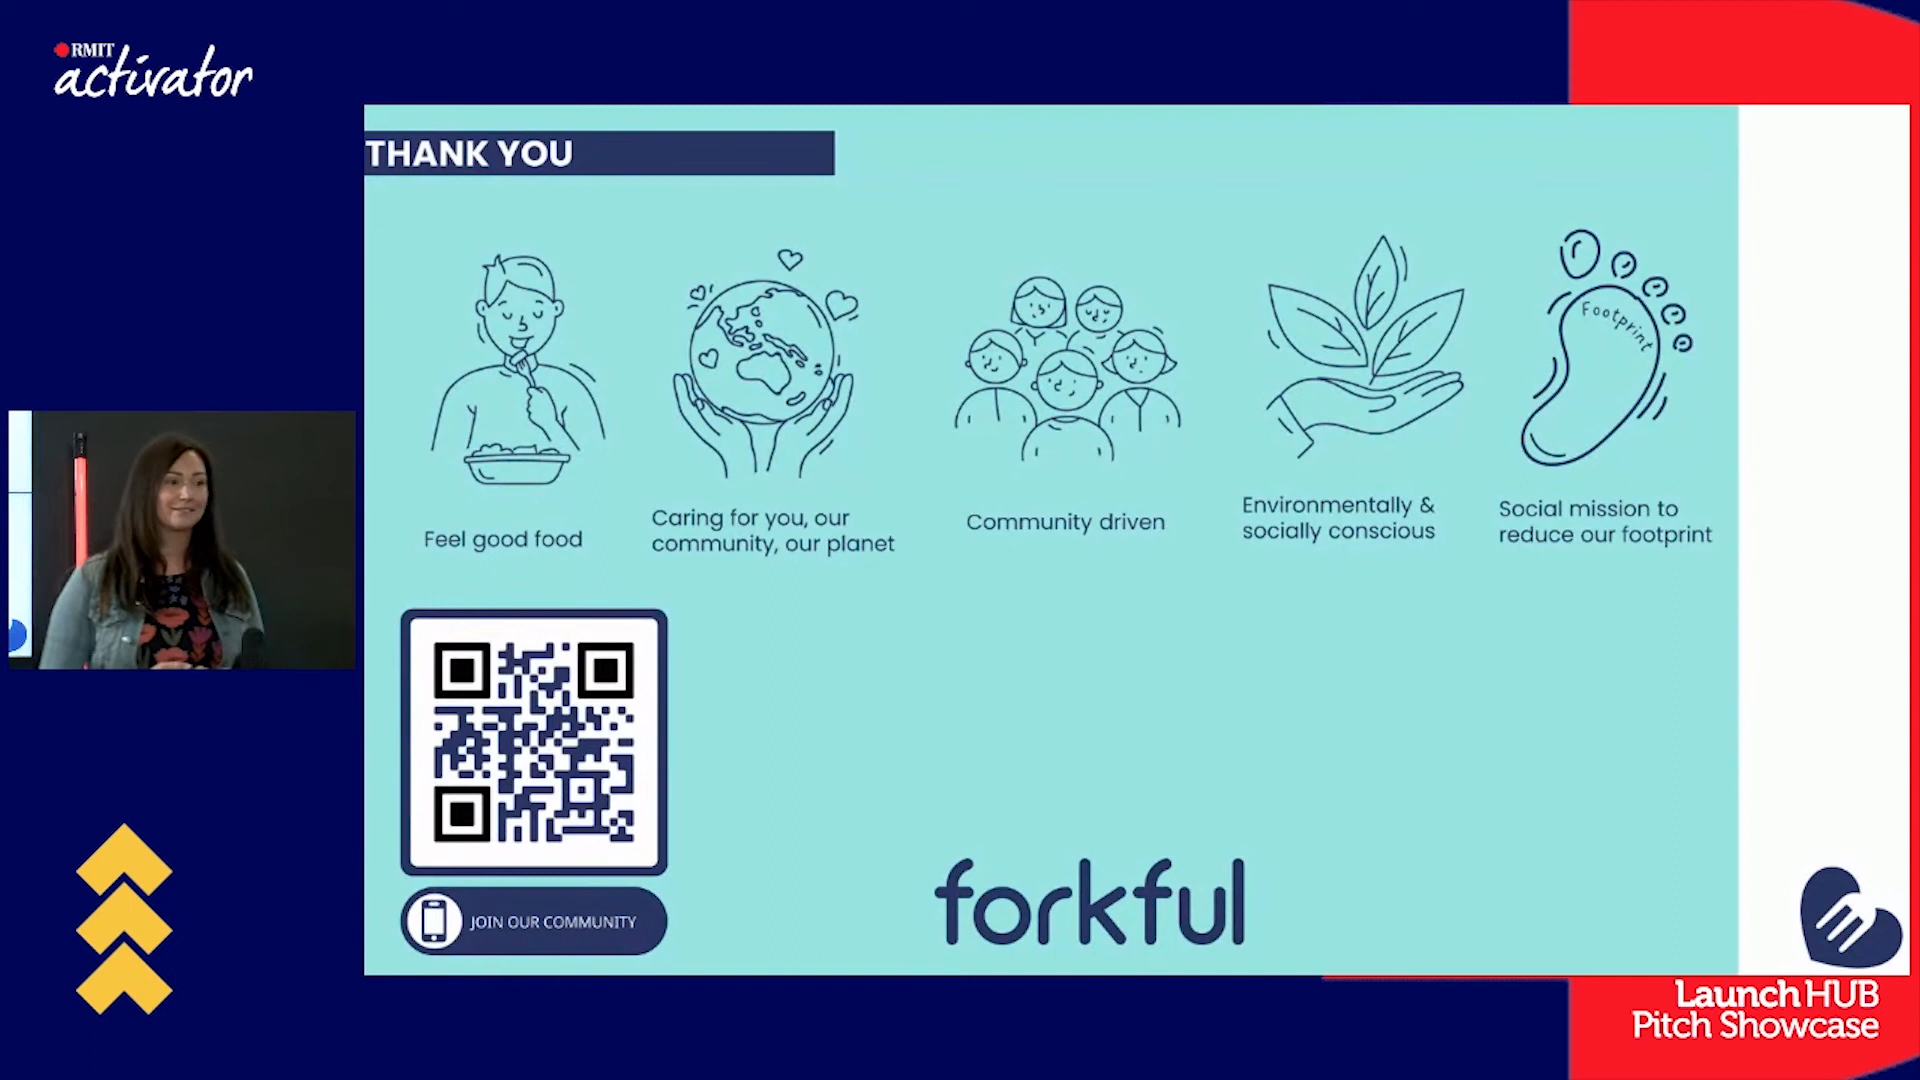 RMIT
activator
THANK YOU
Footprint
Feel good food
Caring for you, our
community, our planet
Community driven
Environmentally &
socially conscious
Social mission to
reduce our footprint
JOIN OUR COMMUNITY
forkful
Launch HUB
Pitch Showcase